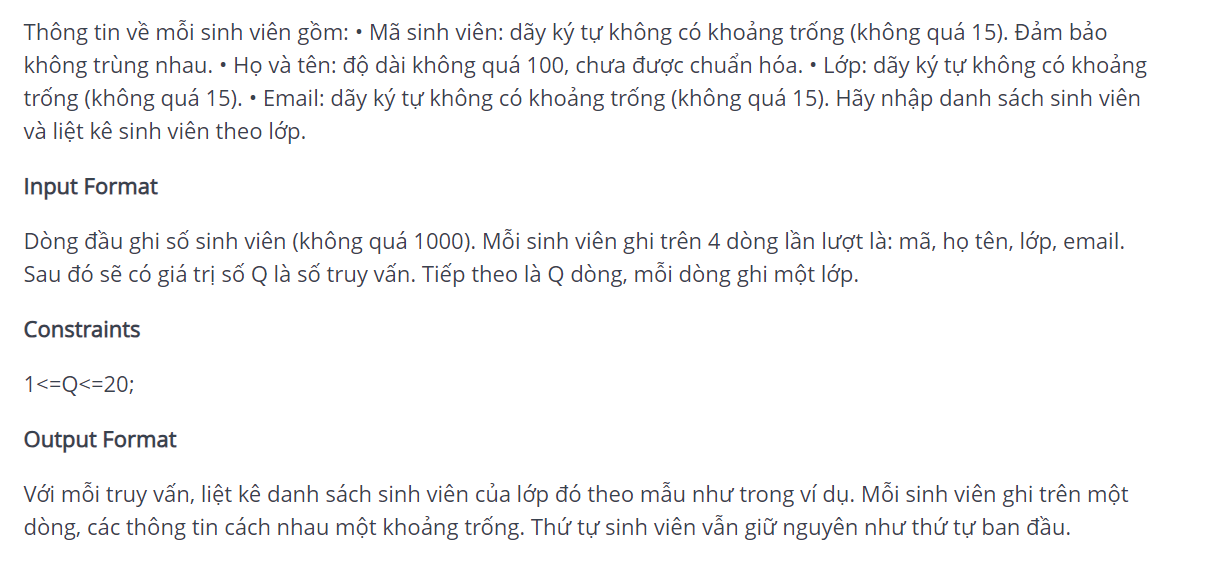 Thông tin về mỗi sinh viên gồm: • Mã sinh viên: dãy ký tự không có khoảng trống (không quá 15). Đảm bảo
không trùng nhau. • Họ và tên: độ dài không quá 100, chưa được chuẩn hóa. • Lớp: dãy ký tự không có khoảng
trống (không quá 15). • Email: dãy ký tự không có khoảng trống (không quá 15). Hãy nhập danh sách sinh viên
và liệt kê sinh viên theo lớp.
Input Format
Dòng đầu ghi số sinh viên (không quá 1000). Mỗi sinh viên ghi trên 4 dòng lần lượt là: mã, họ tên, lớp, email.
Sau đó sẽ có giá trị số Q là số truy vấn. Tiếp theo là Q dòng, mỗi dòng ghi một lớp.
Constraints
1<=Q<=20;
Output Format
Với mỗi truy vấn, liệt kê danh sách sinh viên của lớp đó theo mẫu như trong ví dụ. Mỗi sinh viên ghi trên một
dòng, các thông tin cách nhau một khoảng trống. Thứ tự sinh viên vẫn giữ nguyên như thứ tự ban đầu.